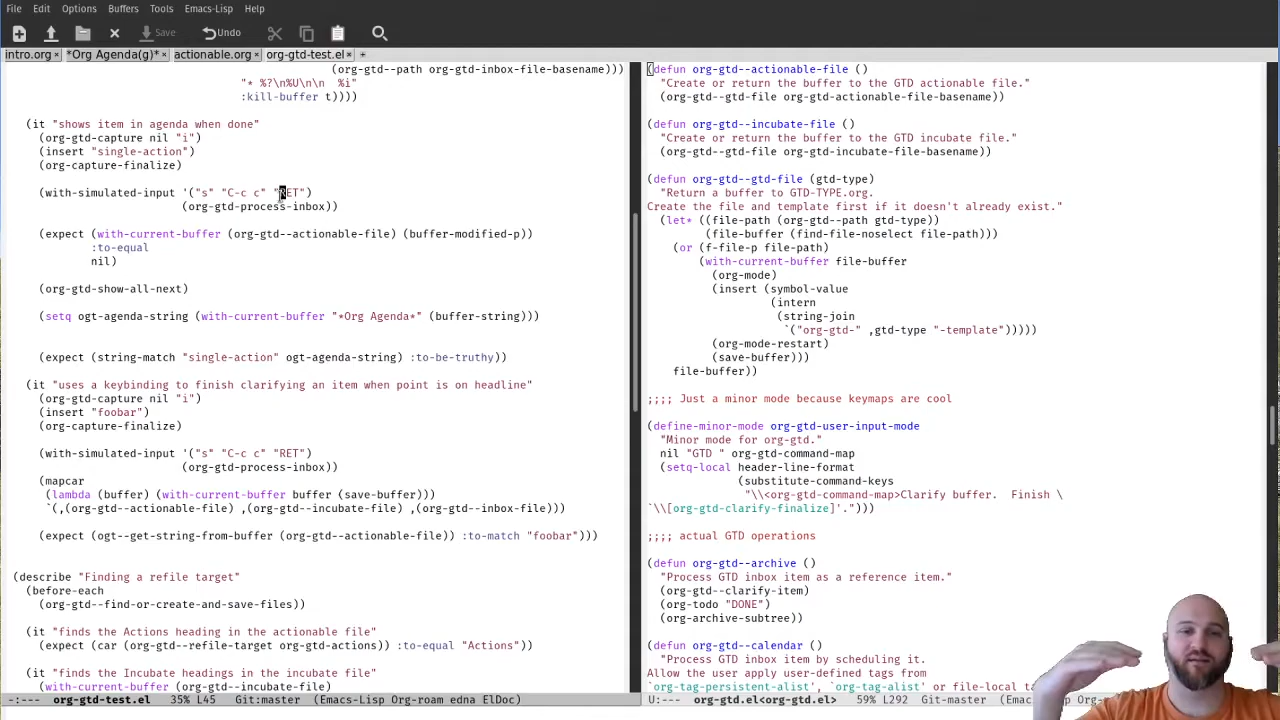 File Edit Options Buffers Tools Emacs-Lisp Help
Save Undo
intro.org × *Org Agenda(g)* × actionable.org × org-gtd-test.el × +
(org-gtd--path org-gtd-inbox-file-basename)))
"* %?\n%U\n\n  %i"
:kill-buffer t))))
(it "shows item in agenda when done"
(org-gtd-capture nil "i")
(insert "single-action")
(org-capture-finalize)
(with-simulated-input '("s" "C-c c" "RET")
(org-gtd-process-inbox))
(expect (with-current-buffer (org-gtd--actionable-file) (buffer-modified-p))
:to-equal
nil)
(org-gtd-show-all-next)
(setq ogt-agenda-string (with-current-buffer "*Org Agenda*" (buffer-string)))
(expect (string-match "single-action" ogt-agenda-string) :to-be-truthy))
(it "uses a keybinding to finish clarifying an item when point is on headline"
(org-gtd-capture nil "i")
(insert "foobar")
(org-capture-finalize)
(with-simulated-input '("s" "C-c c" "RET")
(org-gtd-process-inbox))
(mapcar
(lambda (buffer) (with-current-buffer buffer (save-buffer)))
`(,(org-gtd--actionable-file) ,(org-gtd--incubate-file) ,(org-gtd--inbox-file)))
(expect (ogt--get-string-from-buffer (org-gtd--actionable-file)) :to-match "foobar")))
(describe "Finding a refile target"
(before-each
(org-gtd--find-or-create-and-save-files))
(it "finds the Actions heading in the actionable file"
(expect (car (org-gtd--refile-target org-gtd-actions)) :to-equal "Actions"))
(it "finds the Incubate headings in the incubate file"
(with-current-buffer (org-gtd--incubate-file)
-:--- org-gtd-test.el 35% L45 Git:master (Emacs-Lisp Org-roam edna ElDoc)
(defun org-gtd--actionable-file ()
"Create or return the buffer to the GTD actionable file."
(org-gtd--gtd-file org-gtd-actionable-file-basename))
(defun org-gtd--incubate-file ()
"Create or return the buffer to the GTD incubate file."
(org-gtd--gtd-file org-gtd-incubate-file-basename))
(defun org-gtd--gtd-file (gtd-type)
"Return a buffer to GTD-TYPE.org.
Create the file and template first if it doesn't already exist."
(let* ((file-path (org-gtd--path gtd-type))
(file-buffer (find-file-noselect file-path)))
(or (f-file-p file-path)
(with-current-buffer file-buffer
(org-mode)
(insert (symbol-value
(intern
(string-join
`("org-gtd-" ,gtd-type "-template")))))
(org-mode-restart)
(save-buffer)))
file-buffer))
;;;; Just a minor mode because keymaps are cool
(define-minor-mode org-gtd-user-input-mode
"Minor mode for org-gtd."
nil "GTD " org-gtd-command-map
(setq-local header-line-format
(substitute-command-keys
"\\<org-gtd-command-map>Clarify buffer.  Finish \
`\\[org-gtd-clarify-finalize]'.")))
;;;; actual GTD operations
(defun org-gtd--archive ()
"Process GTD inbox item as a reference item."
(org-gtd--clarify-item)
(org-todo "DONE")
(org-archive-subtree))
(defun org-gtd--calendar ()
"Process GTD inbox item by scheduling it.
Allow the user apply user-defined tags from
`org-tag-persistent-alist', `org-tag-alist' or file-local
U:--- org-gtd.el<org-gtd.el> 59% L292 Git-master